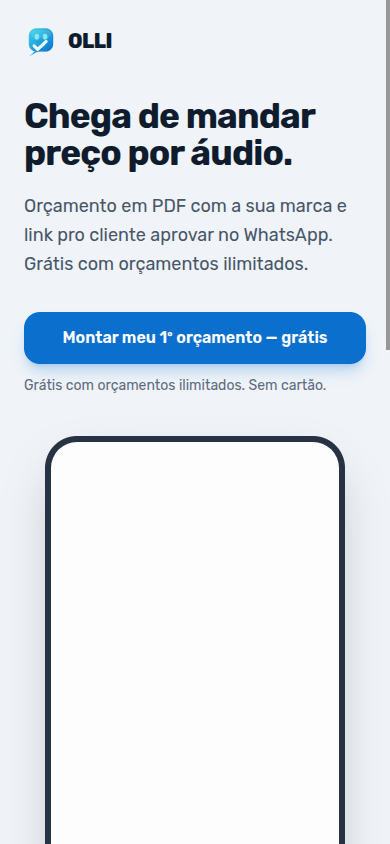 OLLI
Chega de mandar
preço por áudio.
Orçamento em PDF com a sua marca e
link pro cliente aprovar no WhatsApp.
Grátis com orçamentos ilimitados.
Montar meu 1º orçamento — grátis
Grátis com orçamentos ilimitados. Sem cartão.